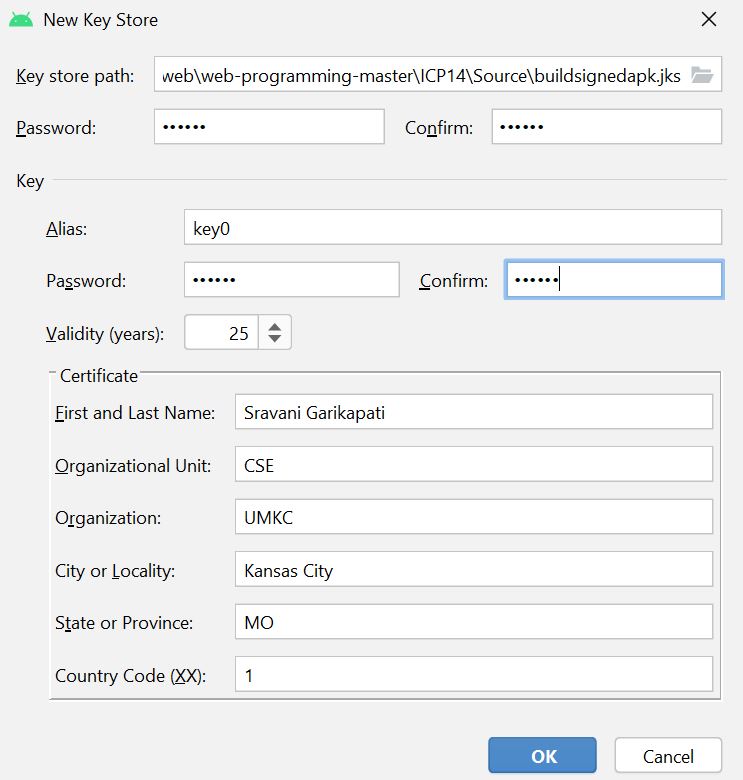 New Key Store
Key store path: web\web-programming-master\ICP14\Source\buildsignedapk.jks
Password: •••••• Confirm: ••••••
Key
Alias: key0
Password: •••••• Confirm: ••••••
Validity (years): 25
Certificate
First and Last Name: Sravani Garikapati
Organizational Unit: CSE
Organization: UMKC
City or Locality: Kansas City
State or Province: MO
Country Code (XX): 1
OK Cancel